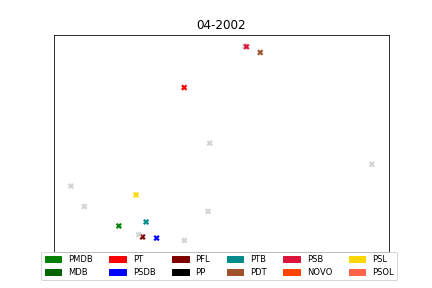 04-2002
PMDB PT PFL PTB PSB PSL
MDB PSDB PP PDT NOVO PSOL